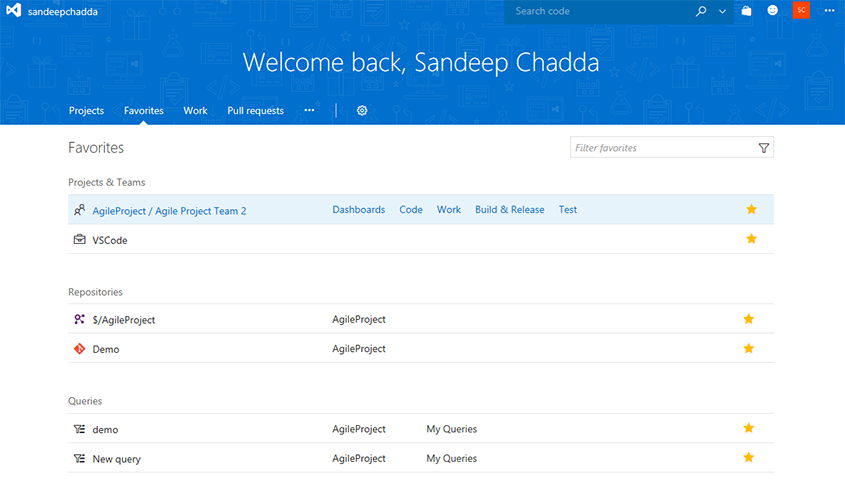 sandeepchadda
Search code
SC
Welcome back, Sandeep Chadda
Projects Favorites Work Pull requests
Favorites
Filter favorites
Projects & Teams
AgileProject / Agile Project Team 2 Dashboards Code Work Build & Release Test
VSCode
Repositories
$/AgileProject AgileProject
Demo AgileProject
Queries
demo AgileProject My Queries
New query AgileProject My Queries